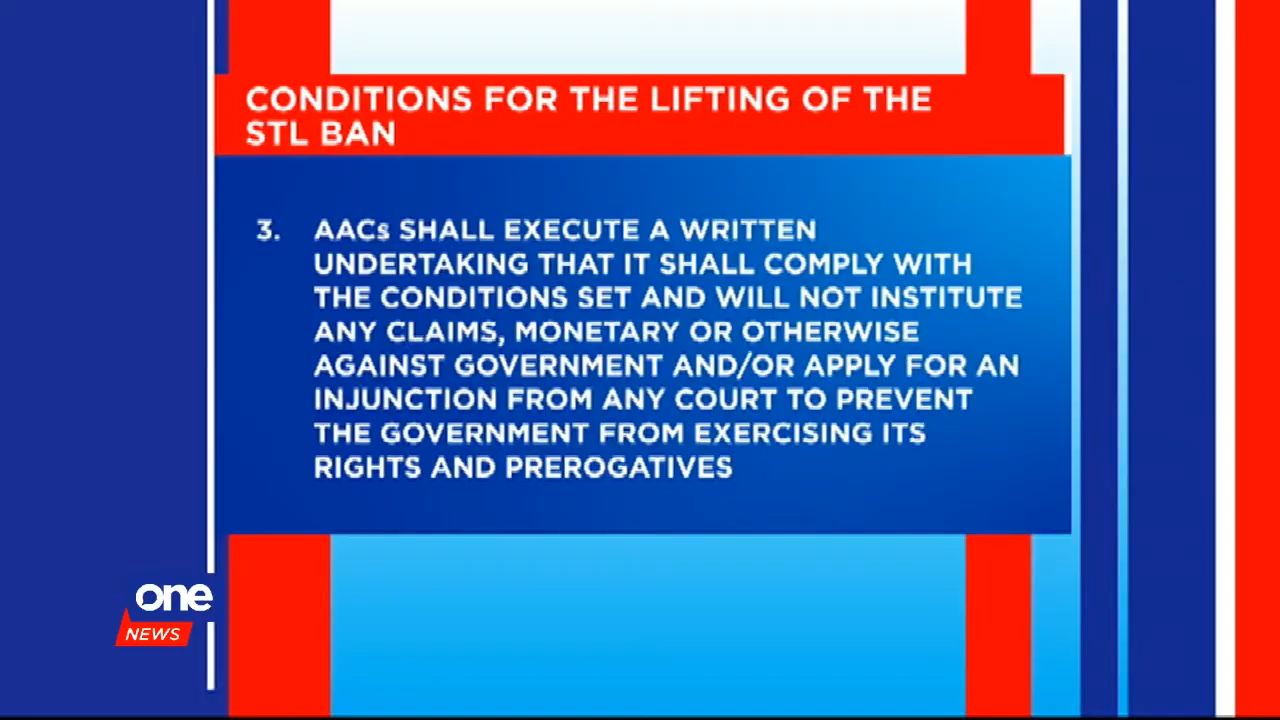 CONDITIONS FOR THE LIFTING OF THE
STL BAN
3. AACs SHALL EXECUTE A WRITTEN
UNDERTAKING THAT IT SHALL COMPLY WITH
THE CONDITIONS SET AND WILL NOT INSTITUTE
ANY CLAIMS, MONETARY OR OTHERWISE
AGAINST GOVERNMENT AND/OR APPLY FOR AN
INJUNCTION FROM ANY COURT TO PREVENT
THE GOVERNMENT FROM EXERCISING ITS
RIGHTS AND PREROGATIVES
one
NEWS